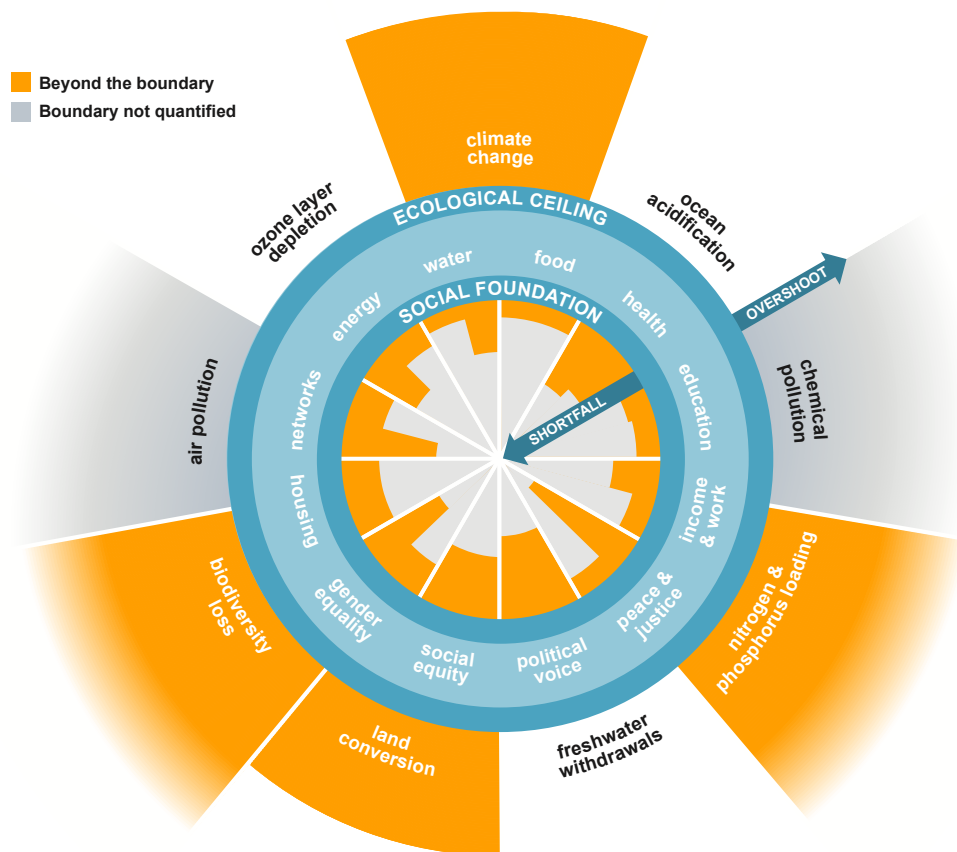 Beyond the boundary
Boundary not quantified
climate
change
ozone layer
depletion
ocean
acidification
ECOLOGICAL CEILING
water
food
energy
health
SOCIAL FOUNDATION
OVERSHOOT
SHORTFALL
networks
education
air pollution
chemical
pollution
housing
income
& work
gender
equality
peace &
justice
social
equity
political
voice
biodiversity
loss
nitrogen &
phosphorus loading
land
conversion
freshwater
withdrawals